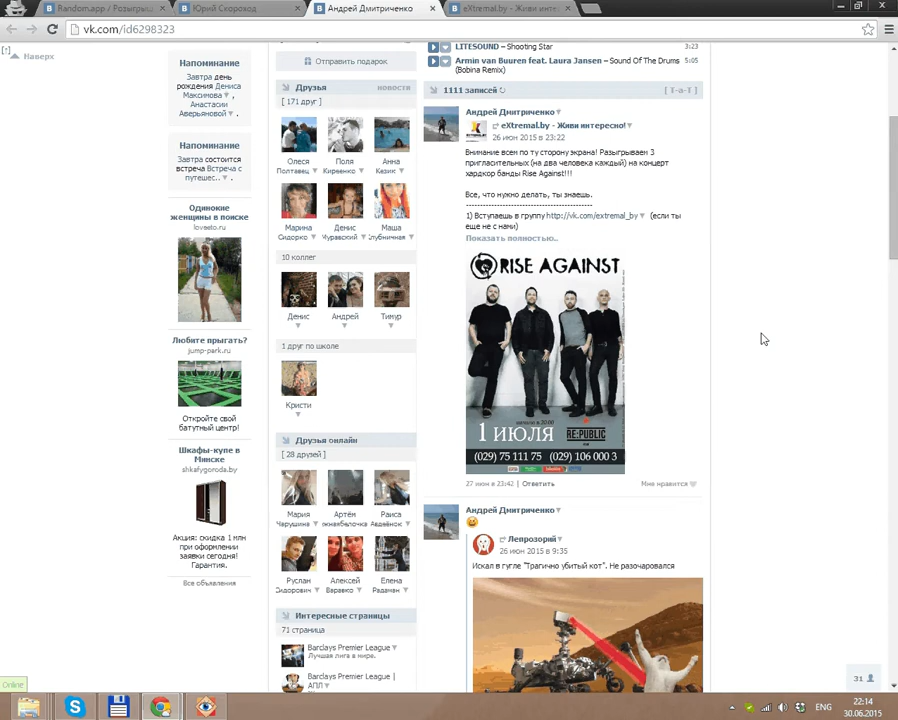 Random.app / Розыгрыш
Юрий Скороход
Андрей Дмитриченко
eXtremal.by - Живи инте
vk.com/id6298323
Наверх
Напоминание
Завтра день
рождения Дениса
Максимова ,
Анастасии
Аверьяновой .
Напоминание
Завтра состоится
встреча Встреча с
путешес.. .
Одинокие
женщины в поиске
lovaeto.ru
Любите прыгать?
jump-park.ru
Откройте свой
батутный центр!
Шкафы-купе в
Минске
shkafygoroda.by
Акция: скидка 1 млн
при оформлении
заявки сегодня!
Гарантия.
Все объявления
Отправить подарок
Друзья
новости
[ 171 друг ]
Олеся
Полтавец
Поля
Киреенко
Анна
Казик
Марина
Сидорко
Денис
Муравский
Маша
Клубничная
10 коллег
Денис
Андрей
Тимур
1 друг по школе
Кристи
Друзья онлайн
[ 28 друзей ]
Мария
Чарушина
Артём
Раиса
Авдеёнок
Руслан
Сидорович
Алексей
Варавко
Елена
Радаман
Интересные страницы
71 страница
Barclays Premier League
Лучшая лига в мире.
Barclays Premier League |
АПЛ
LITESOUND – Shooting Star
3:23
Armin van Buuren feat. Laura Jansen – Sound Of The Drums
(Bobina Remix)
5:05
1111 записей
[ Т-а-Т ]
Андрей Дмитриченко
eXtremal.by - Живи интересно!
26 июн 2015 в 23:22
Внимание всем по ту сторону экрана! Разыгрываем 3
пригласительных (на два человека каждый) на концерт
хардкор банды Rise Against!!!
Все, что нужно делать, ты знаешь.
----------------------------------------
1) Вступаешь в группу http://vk.com/extremal_by (если ты
еще не с нами)
Показать полностью..
RISE AGAINST
начало в 20.00
1 ИЮЛЯ
RE:PUBLIC
(029) 75 111 75 (029) 106 000 3
27 июн в 23:42 | Ответить
Мне нравится
Андрей Дмитриченко
Лепрозорий
26 июн 2015 в 9:35
Искал в гугле "Трагично убитый кот". Не разочаровался
Online
31
ENG
22:14
30.06.2015